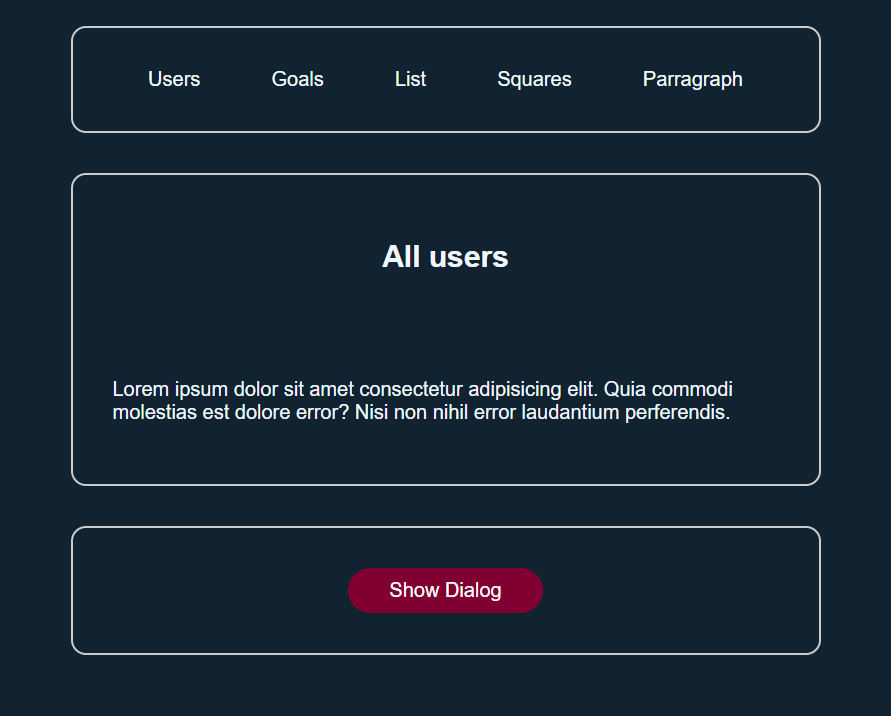 Users Goals List Squares Parragraph
All users
Lorem ipsum dolor sit amet consectetur adipisicing elit. Quia commodi
molestias est dolore error? Nisi non nihil error laudantium perferendis.
Show Dialog